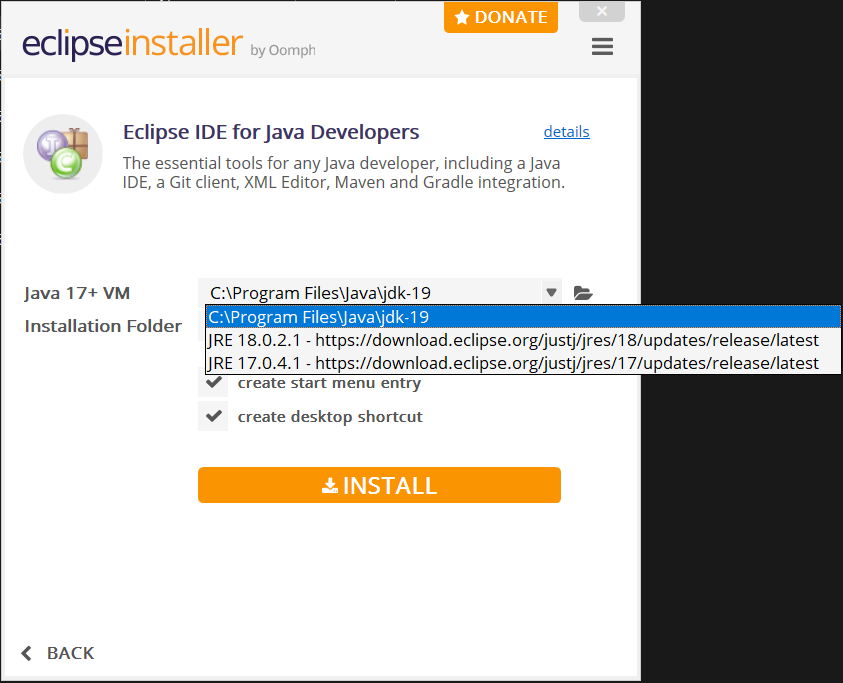 DONATE
eclipseinstaller by Oomph
Eclipse IDE for Java Developers
details
The essential tools for any Java developer, including a Java
IDE, a Git client, XML Editor, Maven and Gradle integration.
Java 17+ VM
C:\Program Files\Java\jdk-19
C:\Program Files\Java\jdk-19
Installation Folder
JRE 18.0.2.1 - https://download.eclipse.org/justj/jres/18/updates/release/latest
JRE 17.0.4.1 - https://download.eclipse.org/justj/jres/17/updates/release/latest
create start menu entry
create desktop shortcut
INSTALL
BACK